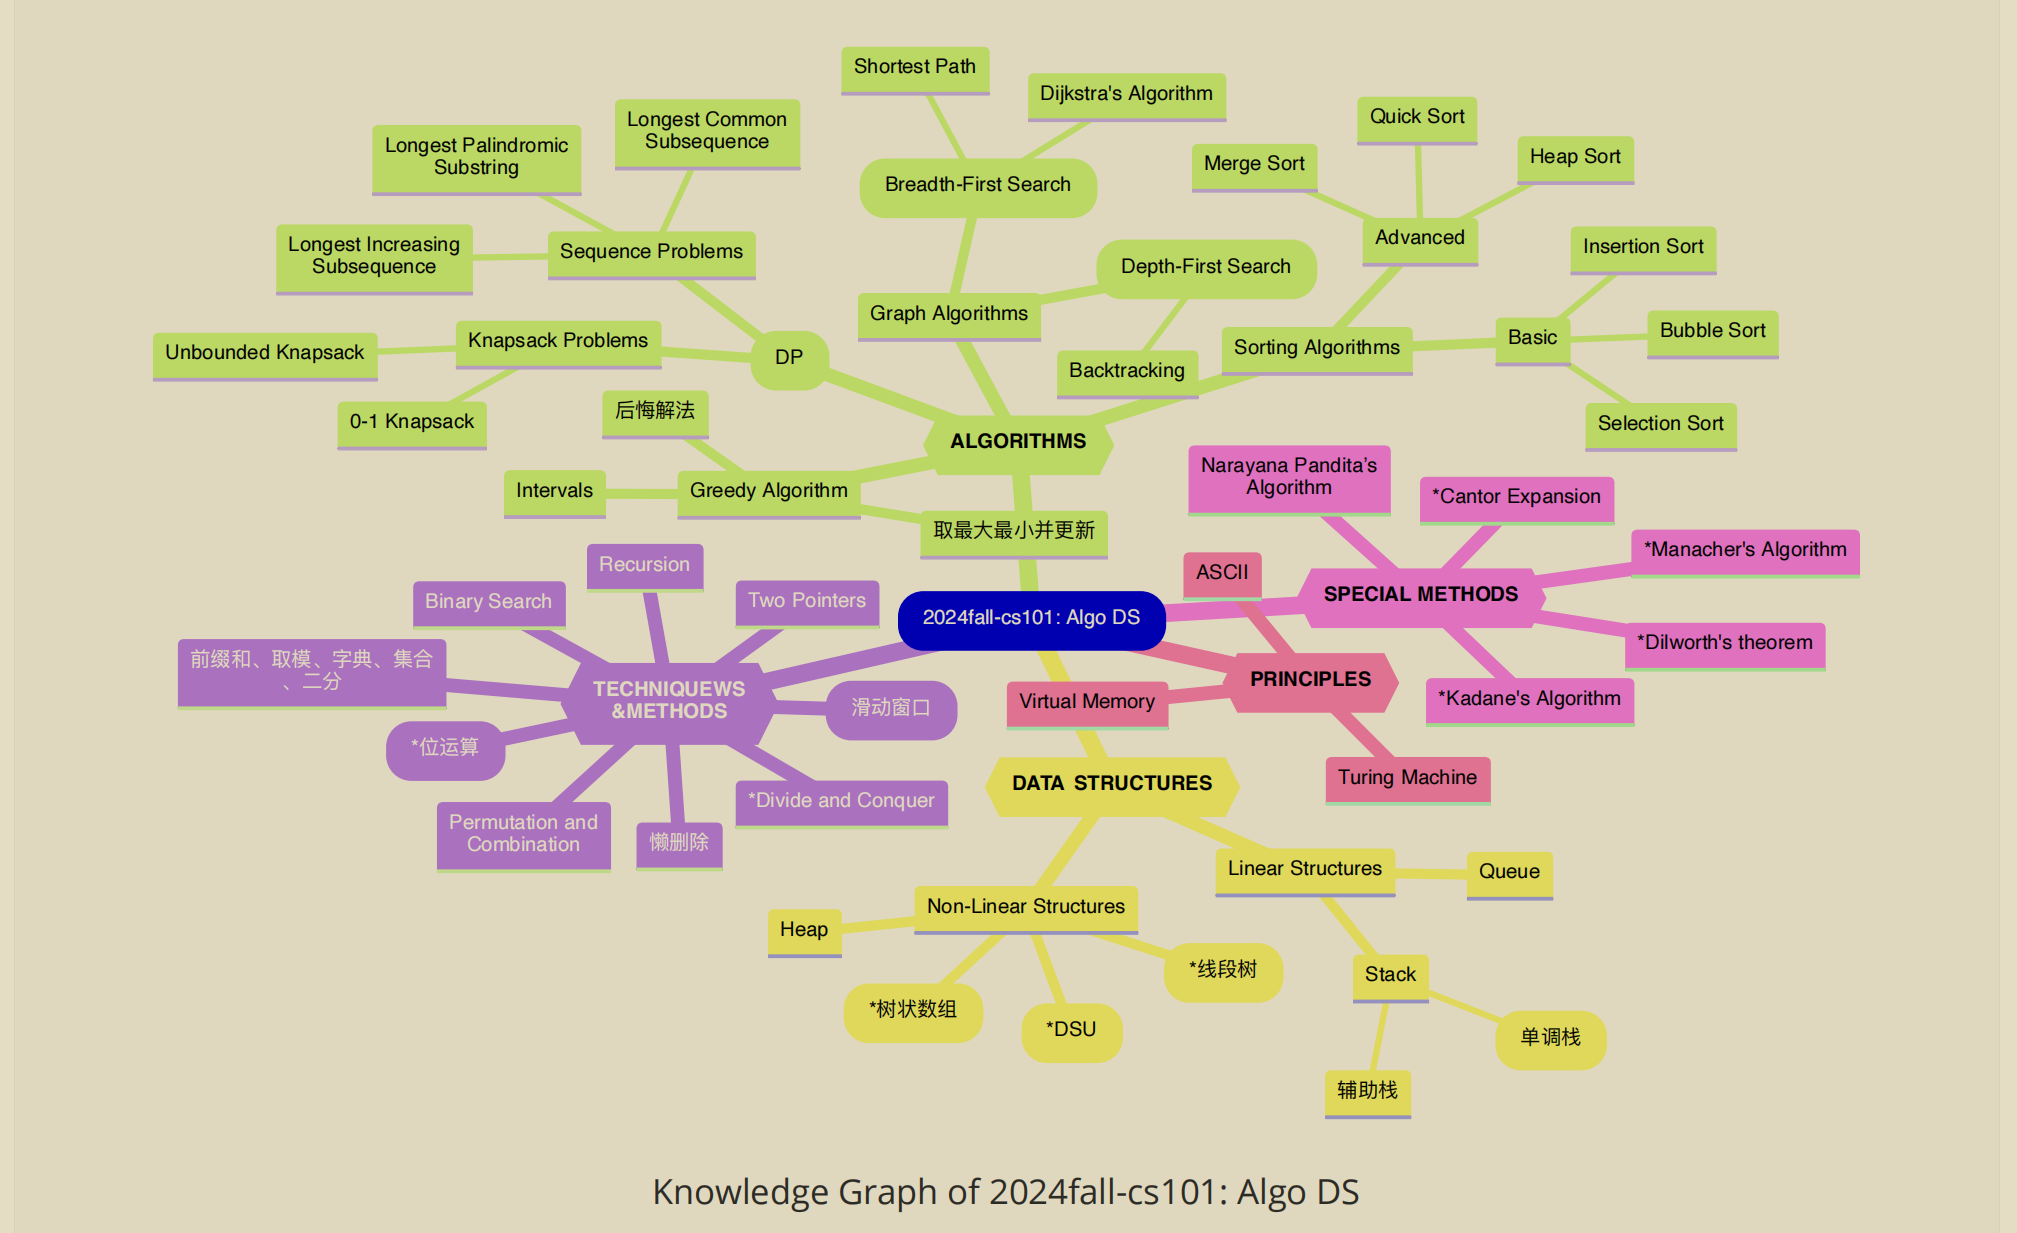 Shortest Path
Dijkstra's Algorithm
Longest Common
Subsequence
Quick Sort
Longest Palindromic
Substring
Heap Sort
Merge Sort
Breadth-First Search
Advanced
Longest Increasing
Subsequence
Sequence Problems
Insertion Sort
Depth-First Search
Graph Algorithms
Unbounded Knapsack
Knapsack Problems
DP
Sorting Algorithms
Basic
Bubble Sort
Backtracking
0-1 Knapsack
后悔解法
Selection Sort
ALGORITHMS
Narayana Pandita’s
Algorithm
Intervals
Greedy Algorithm
*Cantor Expansion
取最大最小并更新
*Manacher's Algorithm
Recursion
ASCII
Binary Search
Two Pointers
SPECIAL METHODS
2024fall-cs101: Algo DS
*Dilworth's theorem
前缀和、取模、字典、集合
、二分
TECHNIQUEWS
&METHODS
PRINCIPLES
滑动窗口
Virtual Memory
*Kadane's Algorithm
*位运算
DATA STRUCTURES
Turing Machine
*Divide and Conquer
Permutation and
Combination
懒删除
Linear Structures
Queue
Non-Linear Structures
Heap
*线段树
Stack
*树状数组
*DSU
单调栈
辅助栈
Knowledge Graph of 2024fall-cs101: Algo DS